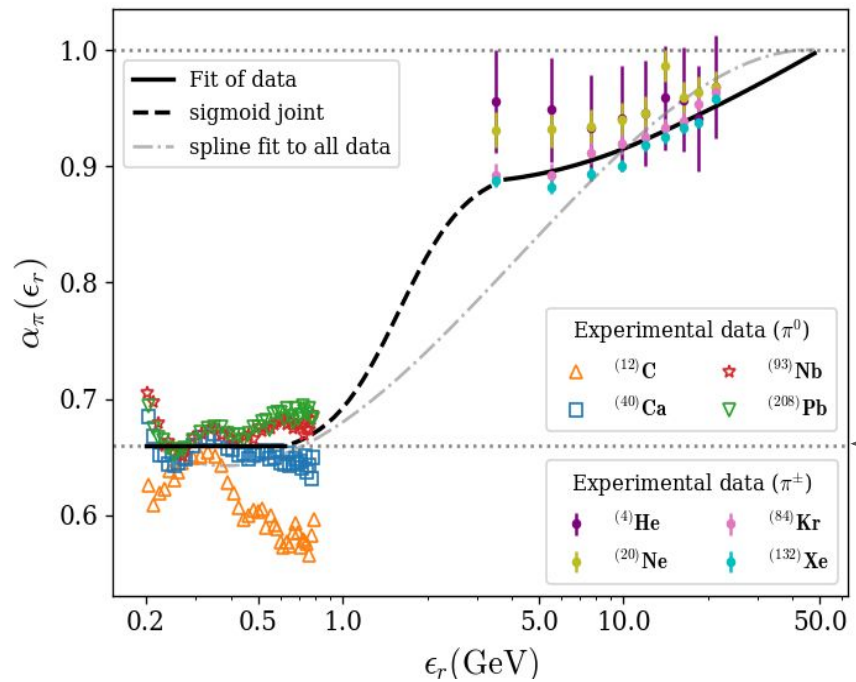 1.0
0.9
0.8
0.7
0.6
α_π(ϵ_r)
Fit of data
sigmoid joint
spline fit to all data
Experimental data (π⁰)
⁽¹²⁾C
⁽⁹³⁾Nb
⁽⁴⁰⁾Ca
⁽²⁰⁸⁾Pb
Experimental data (π^±)
⁽⁴⁾He
⁽⁸⁴⁾Kr
⁽²⁰⁾Ne
⁽¹³²⁾Xe
0.2 0.5 1.0 5.0 10.0 50.0
ϵ_r(GeV)